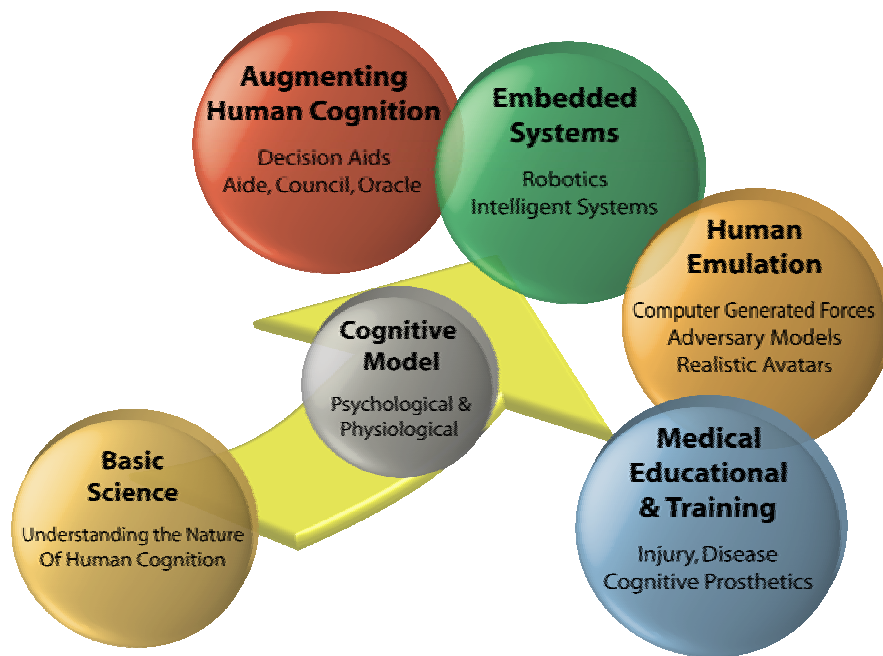 Augmenting
Human Cognition
Decision Aids
Aide, Council, Oracle
Embedded
Systems
Robotics
Intelligent Systems
Human
Emulation
Computer Generated Forces
Adversary Models
Realistic Avatars
Cognitive
Model
Psychological &
Physiological
Basic
Science
Understanding the Nature
Of Human Cognition
Medical
Educational
& Training
Injury, Disease
Cognitive Prosthetics